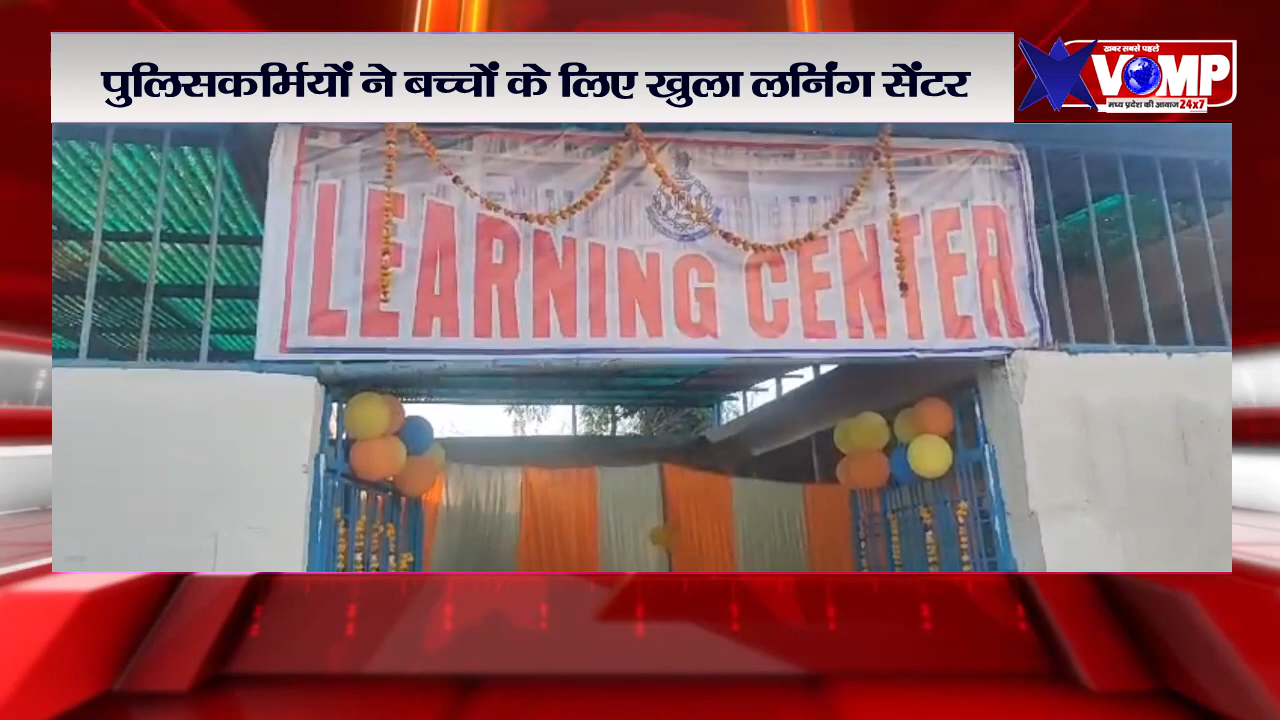 पुलिसकर्मियों ने बच्चों के लिए खुला लर्निंग सेंटर
खबर सबसे पहले
VOMP
मध्य प्रदेश की आवाज 24x7
LEARNING CENTER